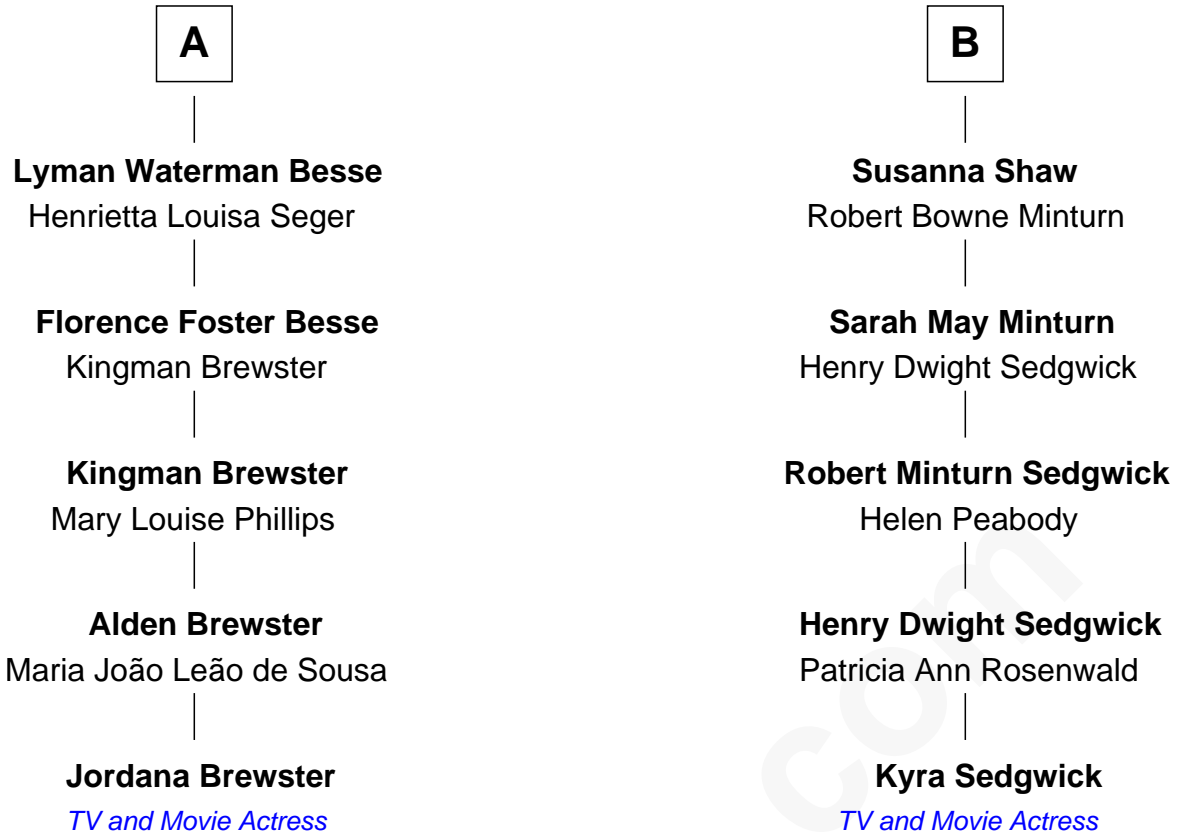 A
Lyman Waterman Besse
Henrietta Louisa Seger
Florence Foster Besse
Kingman Brewster
Kingman Brewster
Mary Louise Phillips
Alden Brewster
Maria João Leão de Sousa
Jordana Brewster
TV and Movie Actress
B
Susanna Shaw
Robert Bowne Minturn
Sarah May Minturn
Henry Dwight Sedgwick
Robert Minturn Sedgwick
Helen Peabody
Henry Dwight Sedgwick
Patricia Ann Rosenwald
Kyra Sedgwick
TV and Movie Actress
com